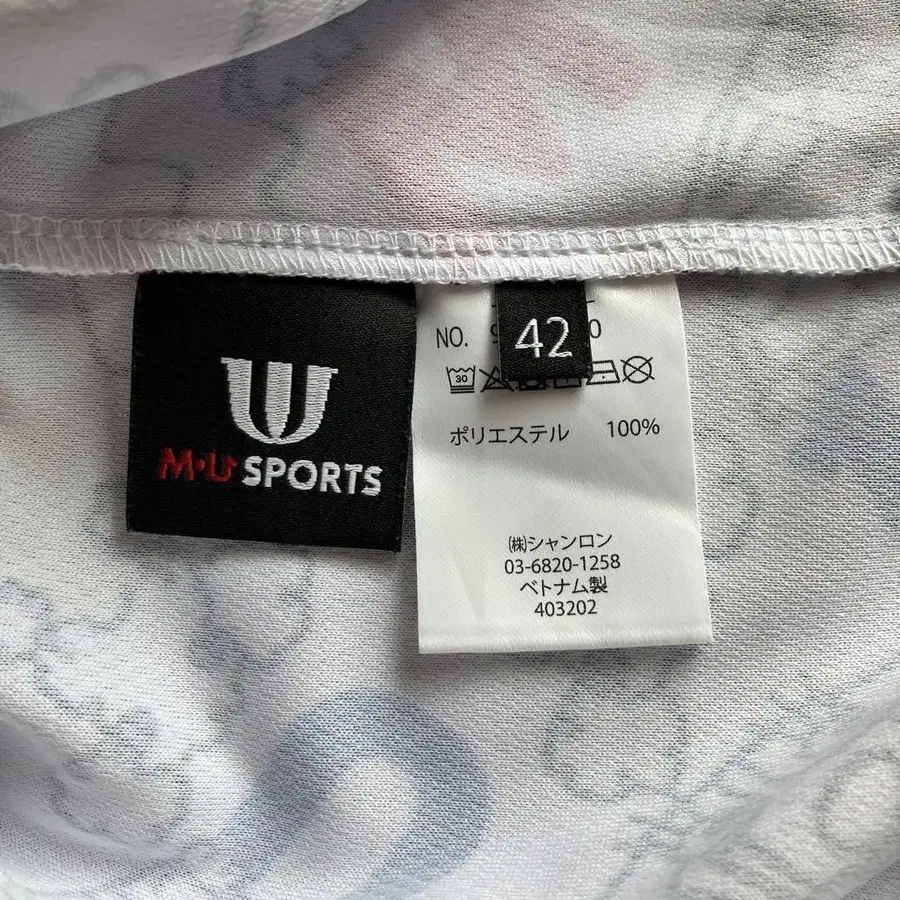 M·U SPORTS
42
NO.
30
ポリエステル 100%
㈱シャンロン
03-6820-1258
ベトナム製
403202